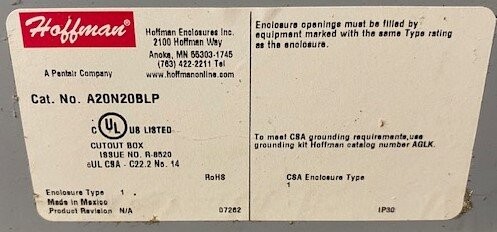 Hoffman
A Pentair Company
Hoffman Enclosures Inc.
2100 Hoffman Way
Anoka, MN 55303-1745
(763) 422-2211 Tel
www.hoffmanonline.com
Cat. No. A20N20BLP
C UL US LISTED
CUTOUT BOX
ISSUE NO. R-8520
cUL CSA - C22.2 No. 14
RoHS
Enclosure Type 1
Made in Mexico
Product Revision N/A
07262
Enclosure openings must be filled by
equipment marked with the same Type rating
as the enclosure.
To meet CSA grounding requirements,use
grounding kit Hoffman catalog number AGLK.
CSA Enclosure Type
1
IP30